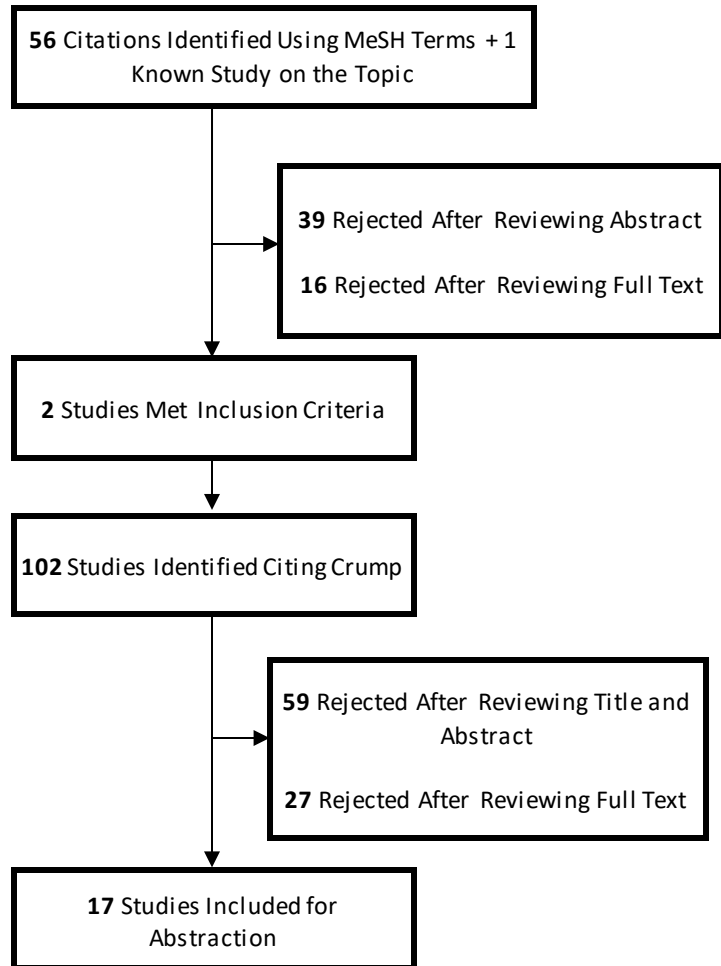 56 Citations Identified Using MeSH Terms + 1
Known Study on the Topic
39 Rejected After Reviewing Abstract
16 Rejected After Reviewing Full Text
2 Studies Met Inclusion Criteria
102 Studies Identified Citing Crump
59 Rejected After Reviewing Title and
Abstract
27 Rejected After Reviewing Full Text
17 Studies Included for
Abstraction